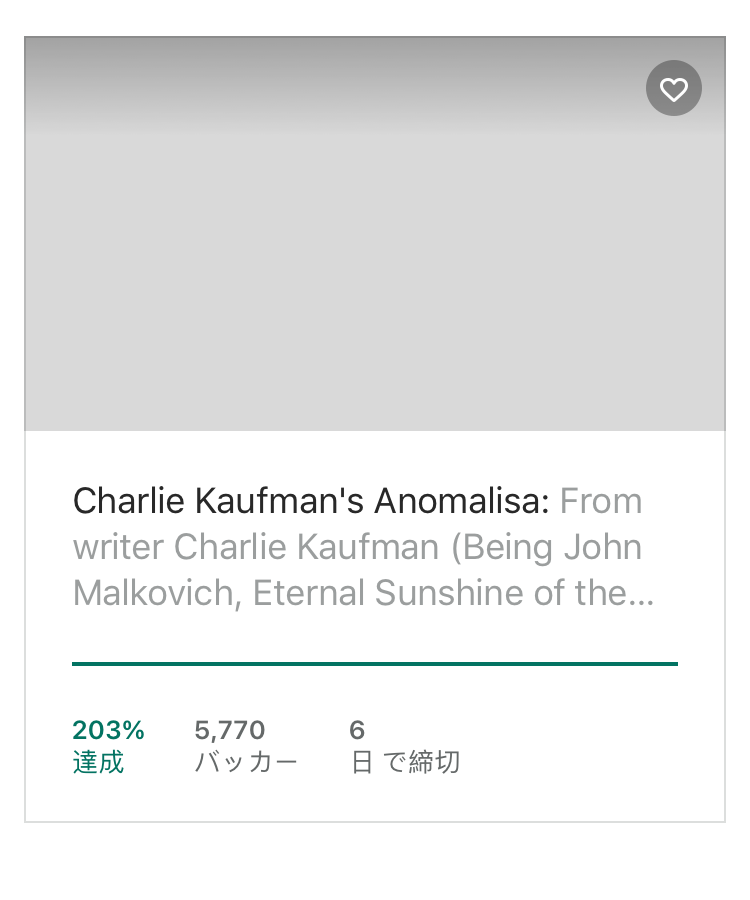 Charlie Kaufman's Anomalisa: From
writer Charlie Kaufman (Being John
Malkovich, Eternal Sunshine of the...
203% 5,770 6
達成 バッカー 日 で締切